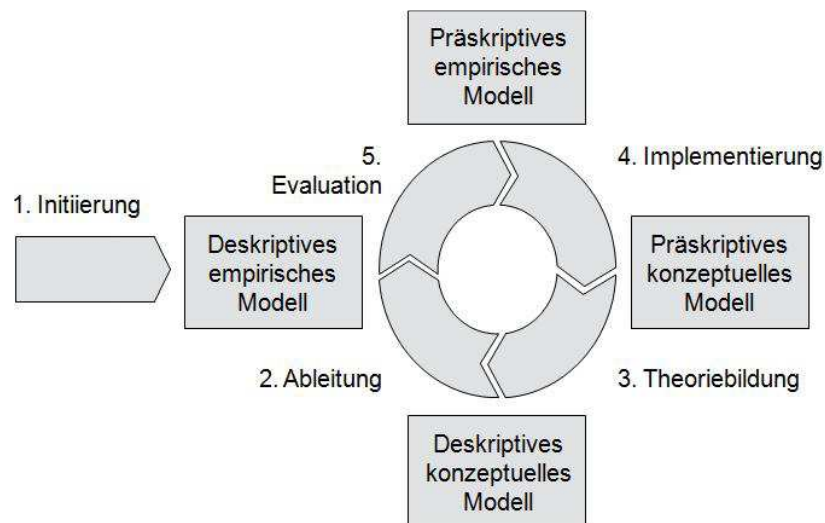 Präskriptives
empirisches
Modell
5.
Evaluation
4. Implementierung
1. Initiierung
Deskriptives
empirisches
Modell
Präskriptives
konzeptuelles
Modell
2. Ableitung
3. Theoriebildung
Deskriptives
konzeptuelles
Modell